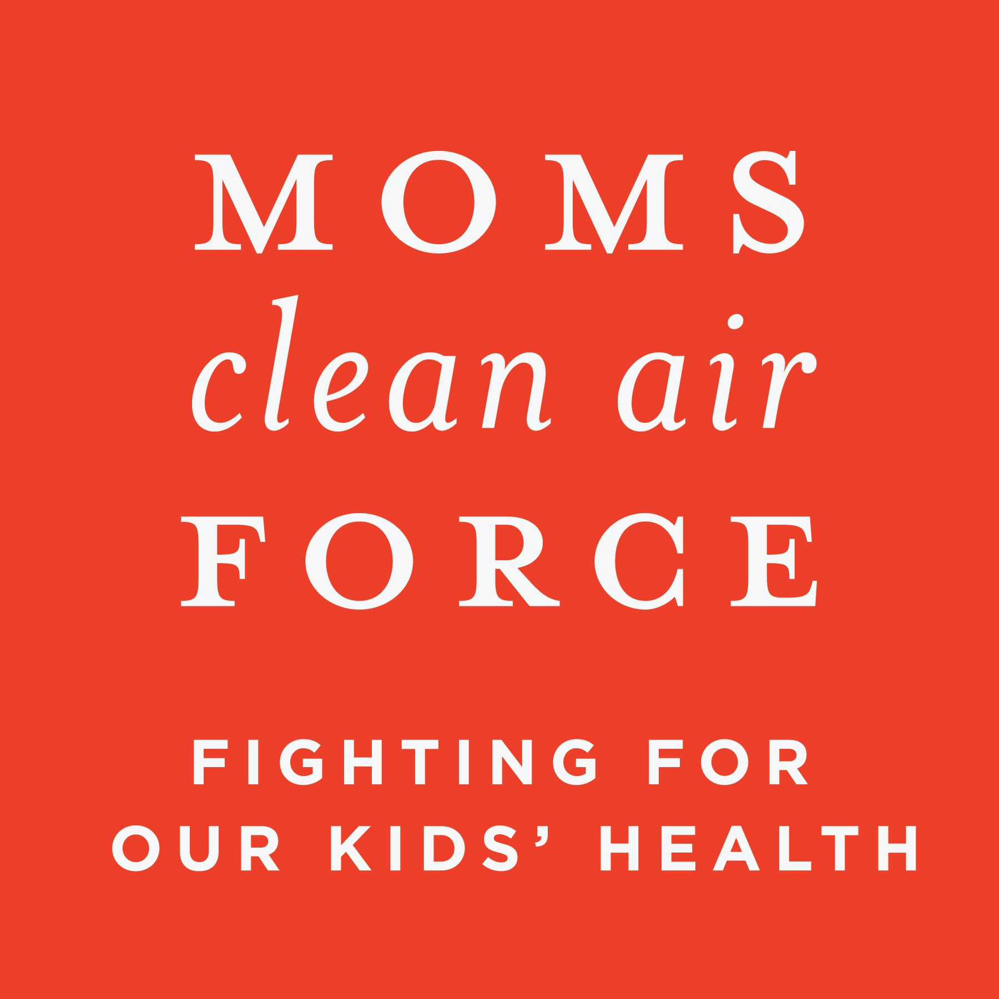 MOMS
clean air
FORCE
FIGHTING FOR
OUR KIDS’ HEALTH